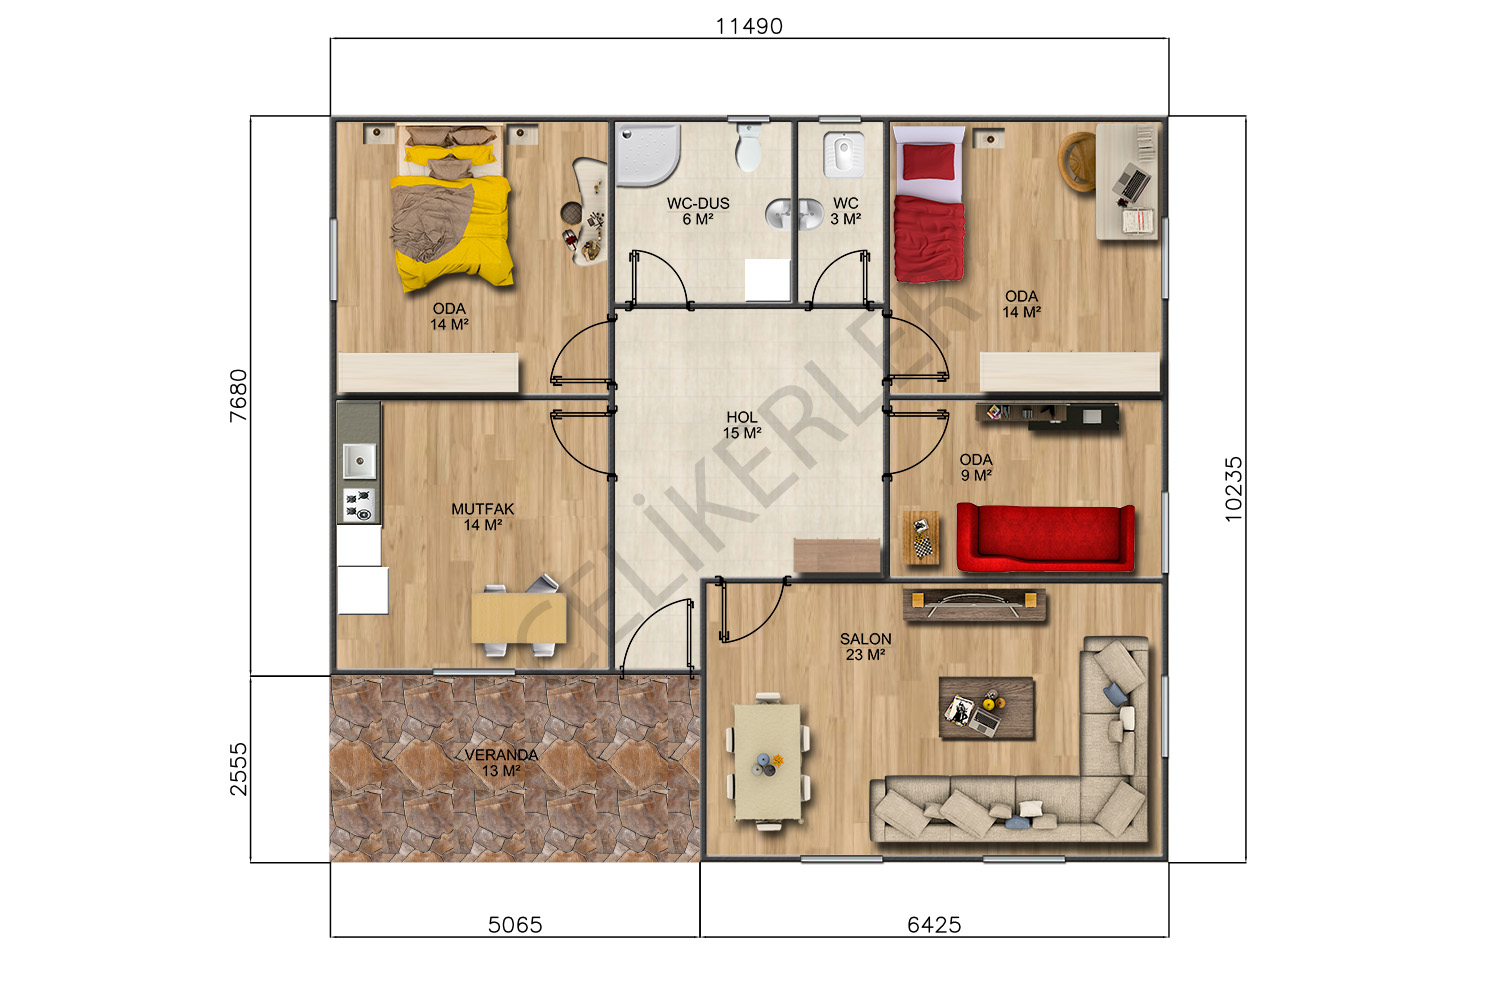 11490
WC-DUS
6 M²
WC
3 M²
ODA
14 M²
ODA
14 M²
7680
HOL
15 M²
ODA
9 M²
10235
MUTFAK
14 M²
ÇELİKERLER
SALON
23 M²
VERANDA
13 M²
2555
5065
6425